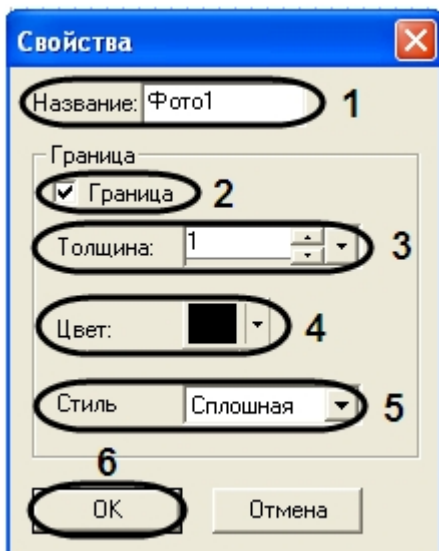 Свойства
Название: Фото1 1
Граница
Граница 2
Толщина: 1 3
Цвет: 4
Стиль Сплошная 5
6
OK Отмена